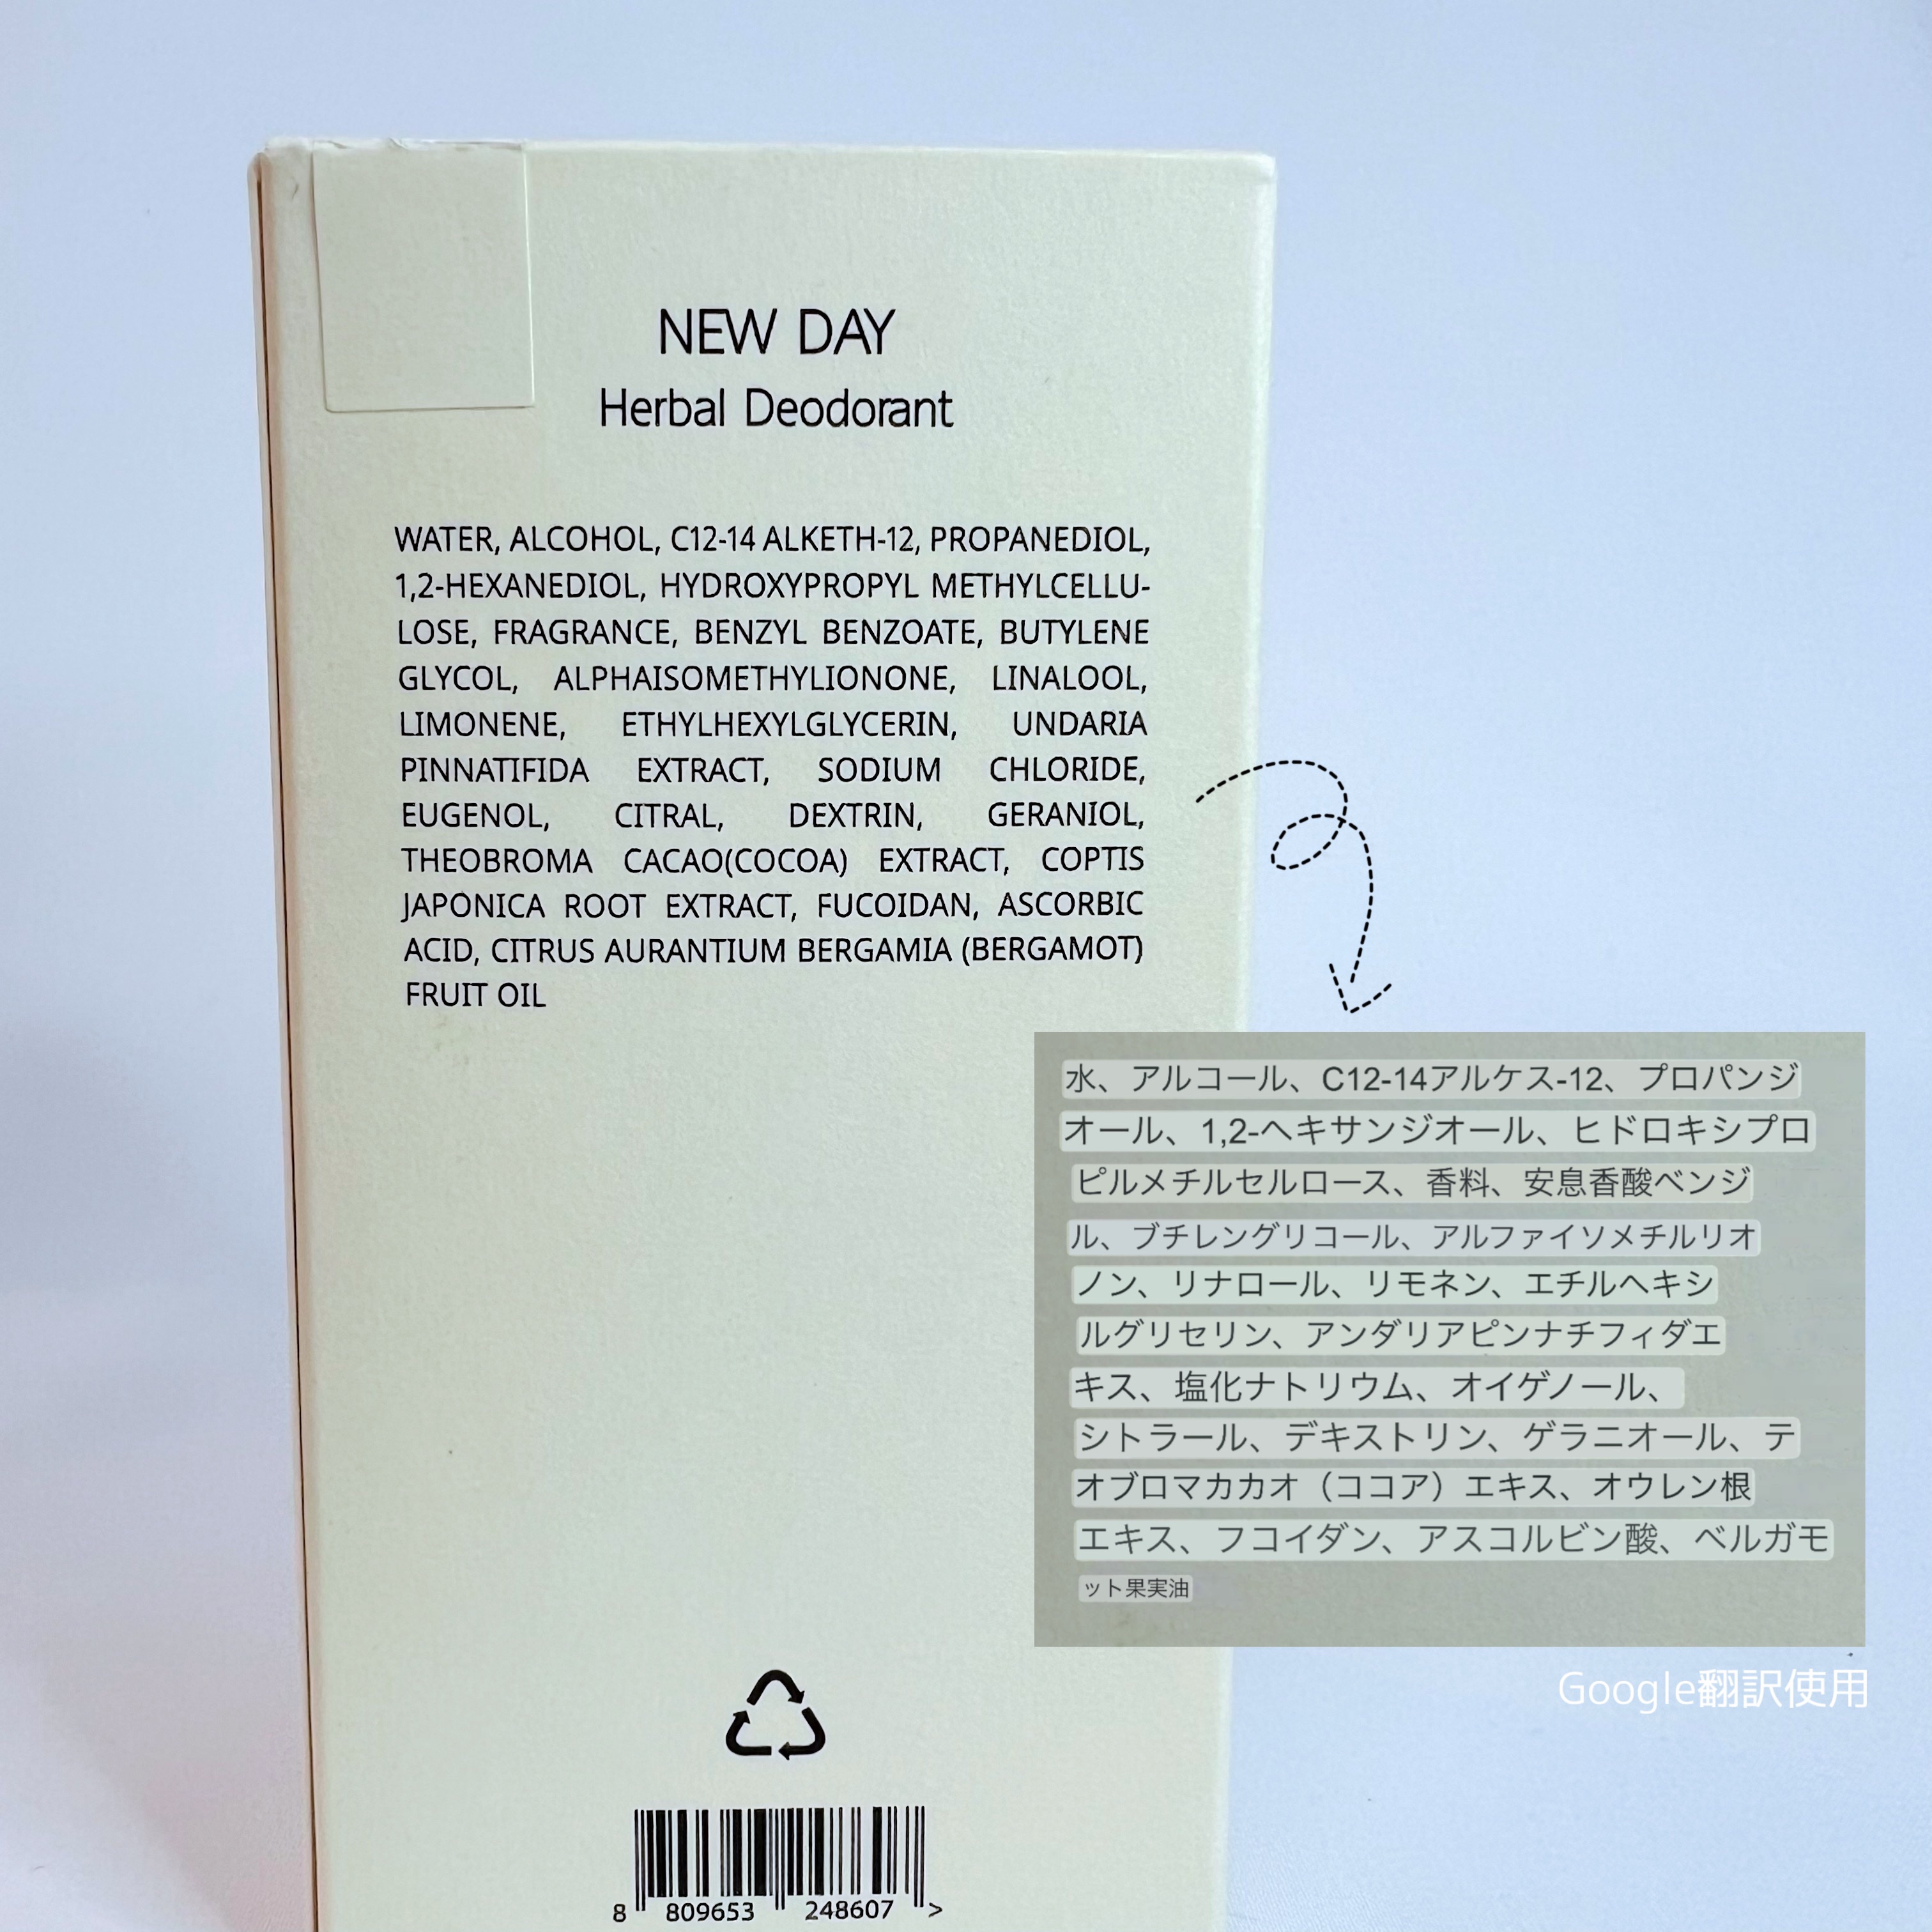 NEW DAY
Herbal Deodorant
WATER, ALCOHOL, C12-14 ALKETH-12, PROPANEDIOL,
1,2-HEXANEDIOL, HYDROXYPROPYL METHYLCELLU-
LOSE, FRAGRANCE, BENZYL BENZOATE, BUTYLENE
GLYCOL, ALPHAISOMETHYLIONONE, LINALOOL,
LIMONENE, ETHYLHEXYLGLYCERIN, UNDARIA
PINNATIFIDA EXTRACT, SODIUM CHLORIDE,
EUGENOL, CITRAL, DEXTRIN, GERANIOL,
THEOBROMA CACAO(COCOA) EXTRACT, COPTIS
JAPONICA ROOT EXTRACT, FUCOIDAN, ASCORBIC
ACID, CITRUS AURANTIUM BERGAMIA (BERGAMOT)
FRUIT OIL
水、アルコール、C12-14アルケス-12、プロパンジ
オール、1,2-ヘキサンジオール、ヒドロキシプロ
ピルメチルセルロース、香料、安息香酸ベンジ
ル、ブチレングリコール、アルファイソメチルリオ
ノン、リナロール、リモネン、エチルヘキシ
ルグリセリン、アンダリアピンナチフィダエ
キス、塩化ナトリウム、オイゲノール、
シトラール、デキストリン、ゲラニオール、テ
オブロマカカオ（ココア）エキス、オウレン根
エキス、フコイダン、アスコルビン酸、ベルガモ
ット果実油
Google翻訳使用
8 809653 248607 >